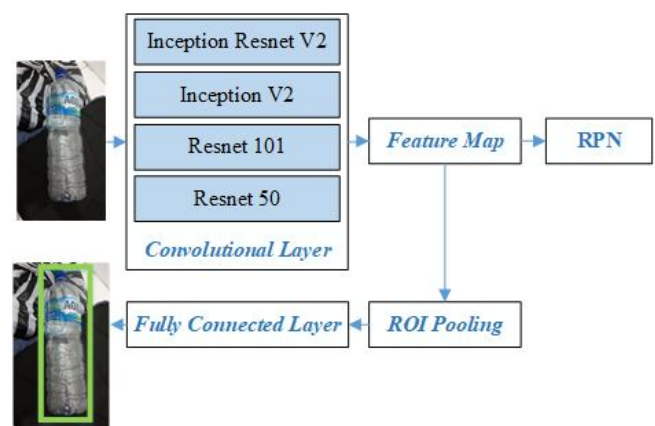 Inception Resnet V2
Inception V2
Resnet 101
Resnet 50
Convolutional Layer
Feature Map
RPN
Fully Connected Layer
ROI Pooling